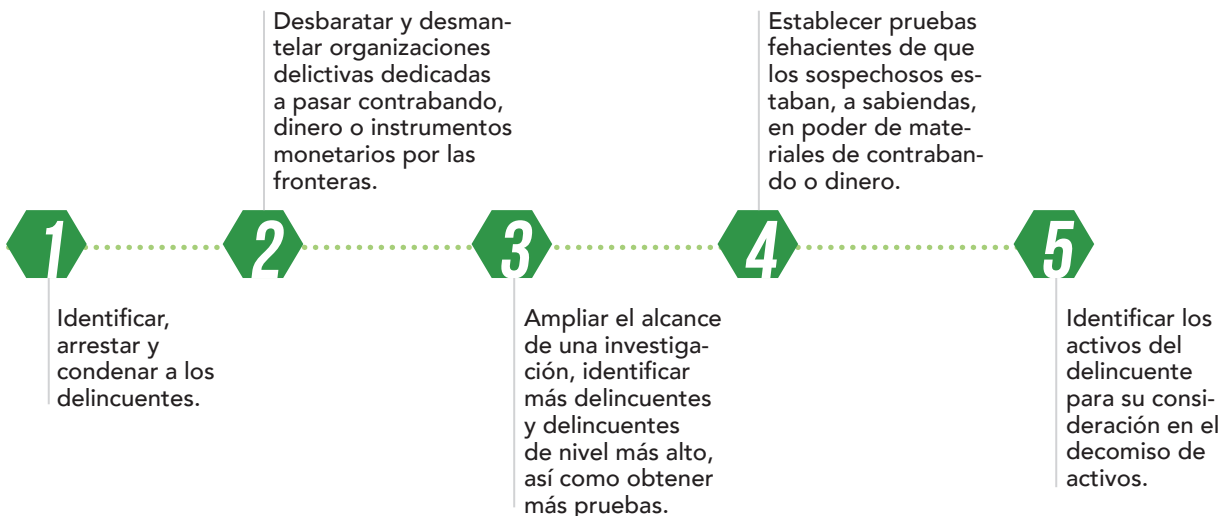 1
Identificar,
arrestar y
condenar a los
delincuentes.
2
Desbaratar y desman-
telar organizaciones
delictivas dedicadas
a pasar contrabando,
dinero o instrumentos
monetarios por las
fronteras.
3
Ampliar el alcance
de una investiga-
ción, identificar
más delincuentes
y delincuentes
de nivel más alto,
así como obtener
más pruebas.
4
Establecer pruebas
fehacientes de que
los sospechosos es-
taban, a sabiendas,
en poder de mate-
riales de contraban-
do o dinero.
5
Identificar los
activos del
delincuente
para su consi-
deración en el
decomiso de
activos.